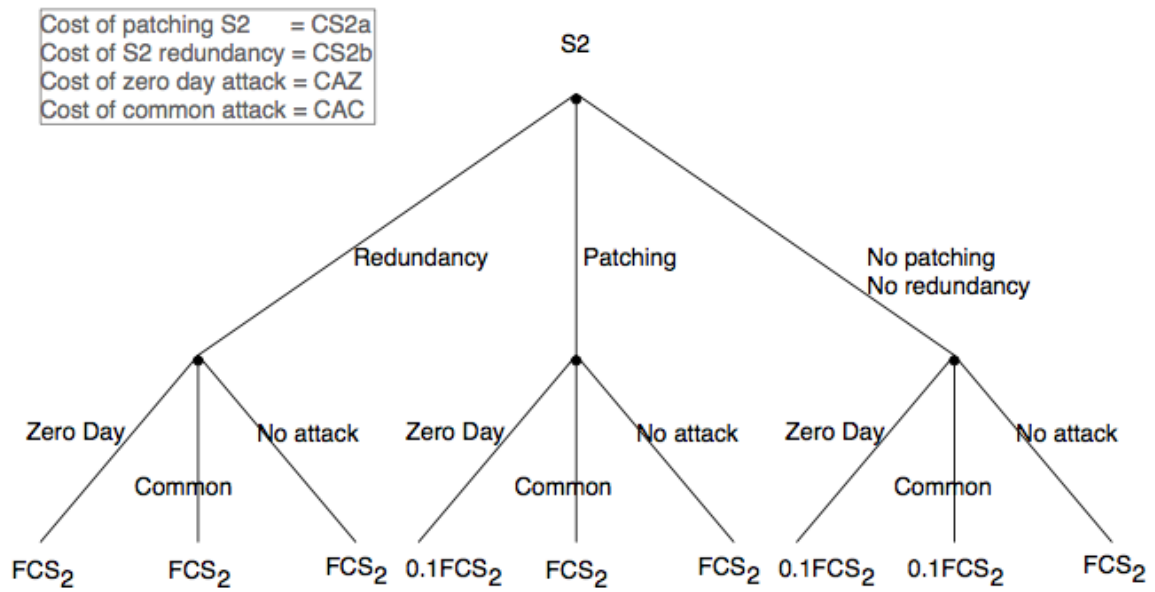 Cost of patching S2 = CS2a
Cost of S2 redundancy = CS2b
Cost of zero day attack = CAZ
Cost of common attack = CAC
S2
Redundancy
Patching
No patching
No redundancy
Zero Day
No attack
Zero Day
No attack
Zero Day
No attack
Common
Common
Common
FCS₂
FCS₂
FCS₂
0.1FCS₂
FCS₂
FCS₂
0.1FCS₂
0.1FCS₂
FCS₂